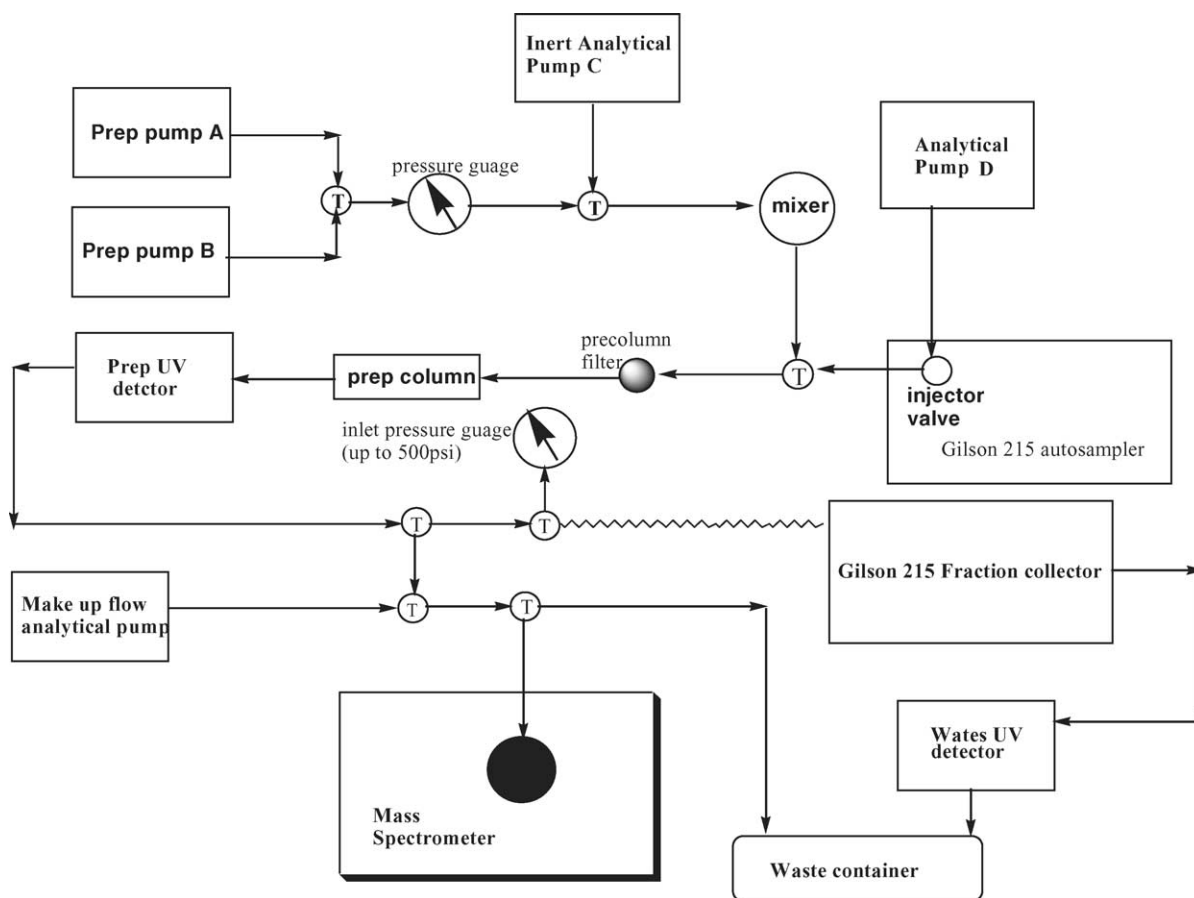 Inert Analytical
Pump C
Prep pump A
Analytical
Pump D
pressure guage
T
T
mixer
Prep pump B
precolumn
filter
Prep UV
detctor
prep column
T
injector
valve
inlet pressure guage
(up to 500psi)
Gilson 215 autosampler
T
T
Gilson 215 Fraction collector
Make up flow
analytical pump
T
T
Wates UV
detector
Mass
Spectrometer
Waste container